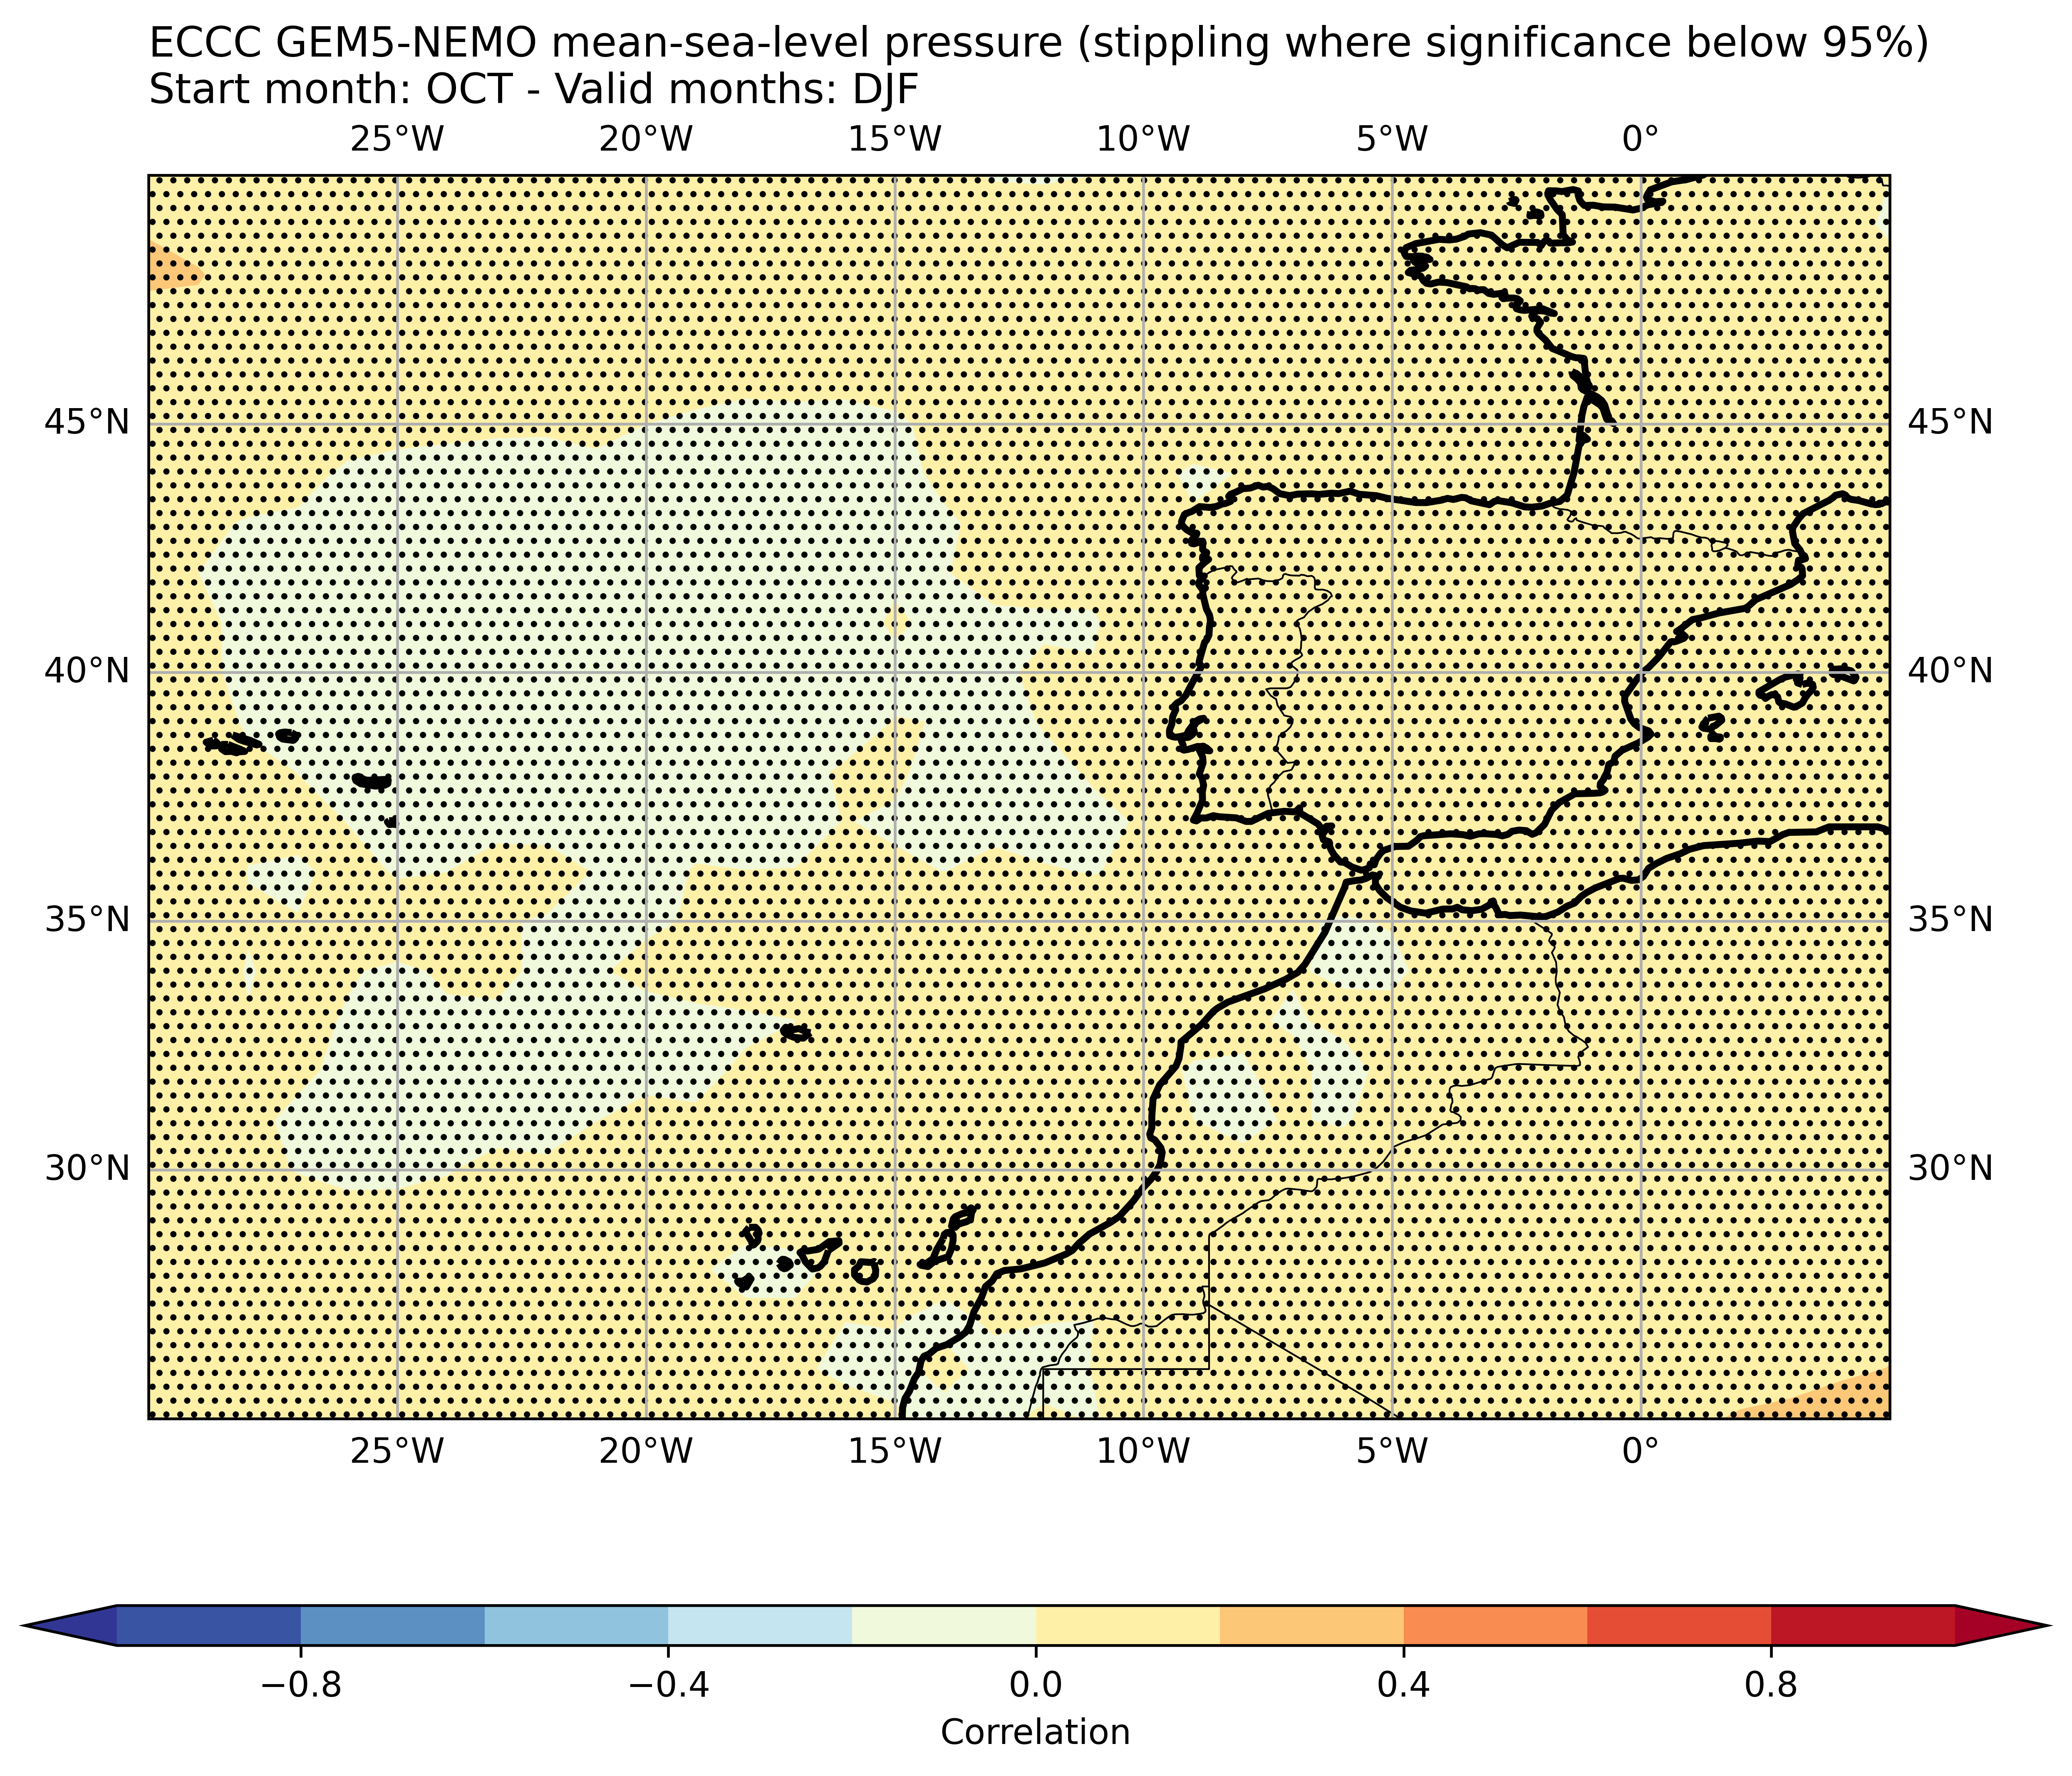 ECCC GEM5-NEMO mean-sea-level pressure (stippling where significance below 95%)
Start month: OCT - Valid months: DJF
25°W 20°W 15°W 10°W 5°W 0°
45°N 45°N
40°N 40°N
35°N 35°N
30°N 30°N
25°W 20°W 15°W 10°W 5°W 0°
−0.8 −0.4 0.0 0.4 0.8
Correlation